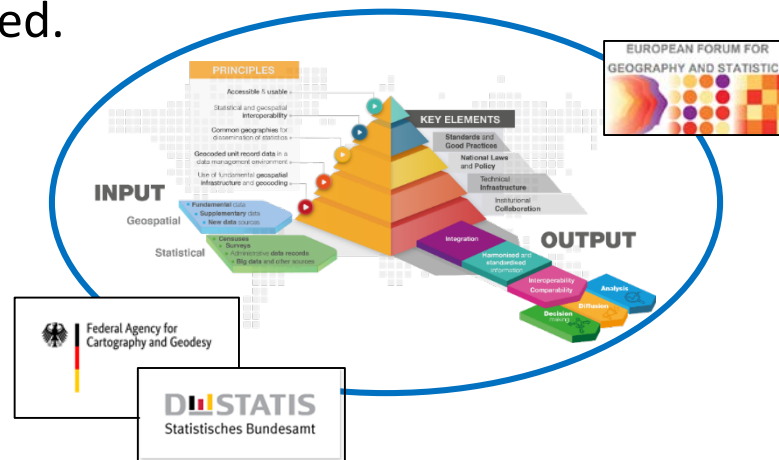 ed.
EUROPEAN FORUM FOR
GEOGRAPHY AND STATISTIC
PRINCIPLES
Accessible & usable
Statistical and geospatial
interoperability
Common geographies for
dissemination of statistics
Geocoded unit record data in a
data management environment
Use of fundamental geospatial
infrastructure and geocoding
KEY ELEMENTS
Standards and
Good Practices
National Laws
and Policy
Technical
Infrastructure
Institutional
Collaboration
INPUT
Geospatial
Fundamental data
Supplementary data
New data sources
Statistical
Censuses
Surveys
Administrative data records
Big data and other sources
OUTPUT
Integration
Harmonised and
standardised
information
Interoperability
Comparability
Analysis
Diffusion
Decision
making
Federal Agency for
Cartography and Geodesy
DESTATIS
Statistisches Bundesamt